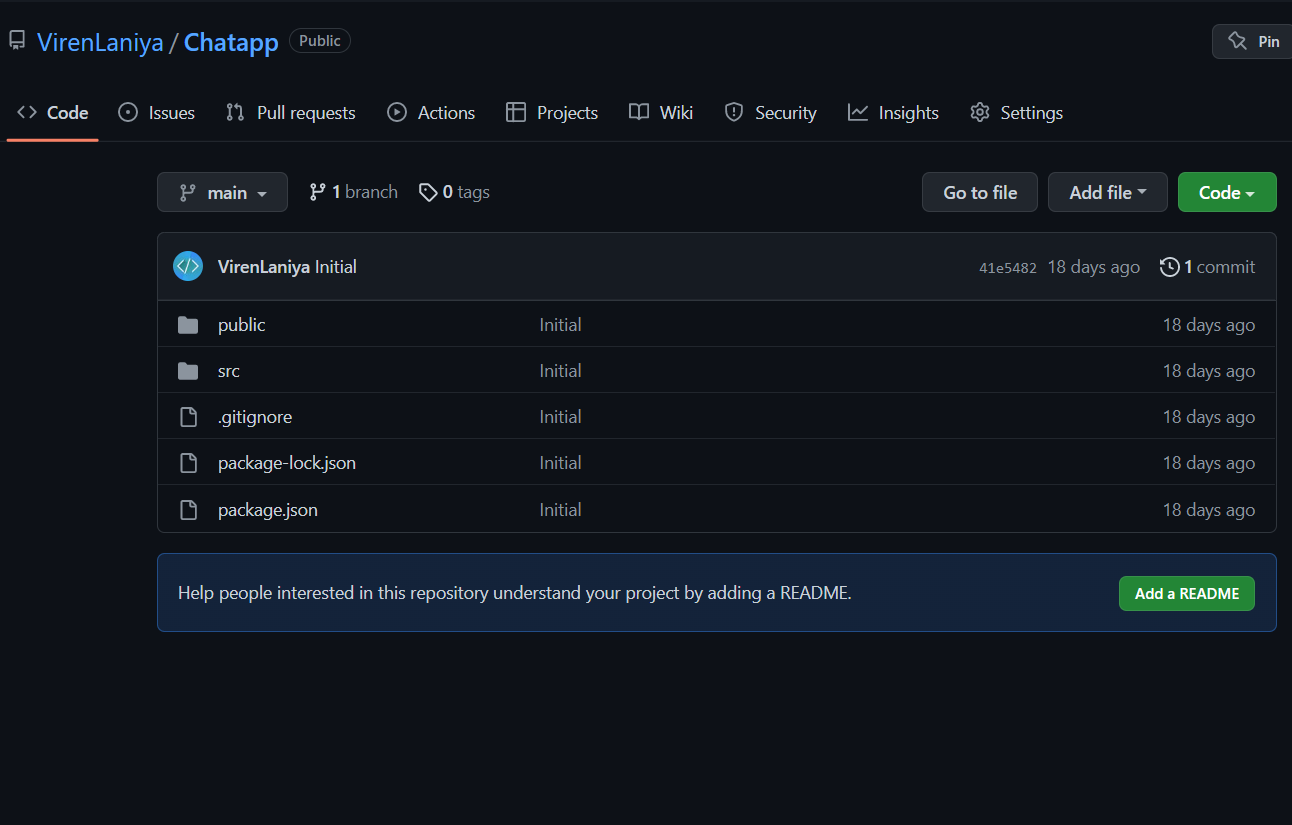 VirenLaniya / Chatapp Public Pin
Code Issues Pull requests Actions Projects Wiki Security Insights Settings
main 1 branch 0 tags Go to file Add file Code
VirenLaniya Initial 41e5482 18 days ago 1 commit
public Initial 18 days ago
src Initial 18 days ago
.gitignore Initial 18 days ago
package-lock.json Initial 18 days ago
package.json Initial 18 days ago
Help people interested in this repository understand your project by adding a README. Add a README